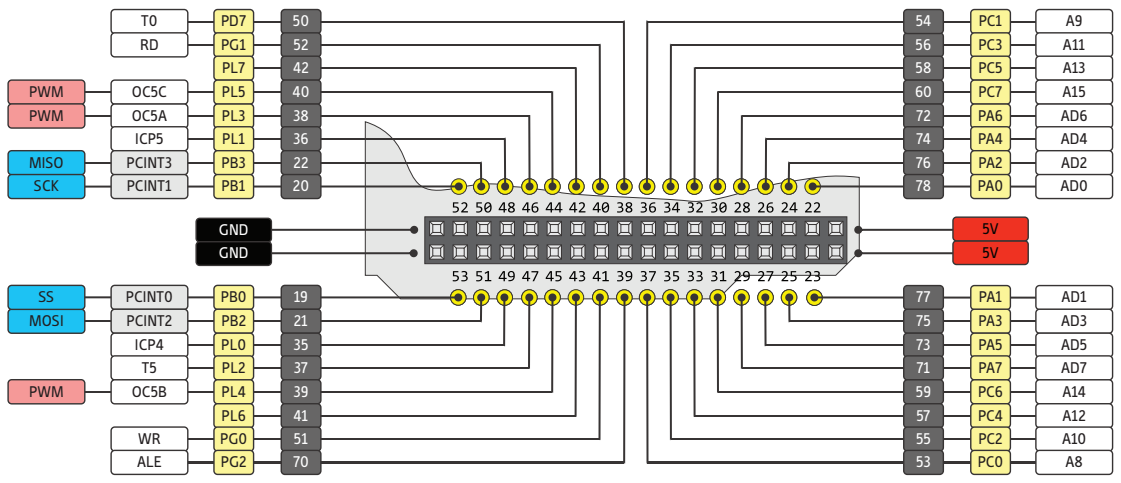 T0 PD7 50 54 PC1 A9
RD PG1 52 56 PC3 A11
PL7 42 58 PC5 A13
PWM OC5C PL5 40 60 PC7 A15
PWM OC5A PL3 38 72 PA6 AD6
ICP5 PL1 36 74 PA4 AD4
MISO PCINT3 PB3 22 76 PA2 AD2
SCK PCINT1 PB1 20 78 PA0 AD0
52 50 48 46 44 42 40 38 36 34 32 30 28 26 24 22
GND 5V
GND 5V
53 51 49 47 45 43 41 39 37 35 33 31 29 27 25 23
SS PCINT0 PB0 19 77 PA1 AD1
MOSI PCINT2 PB2 21 75 PA3 AD3
ICP4 PL0 35 73 PA5 AD5
T5 PL2 37 71 PA7 AD7
PWM OC5B PL4 39 59 PC6 A14
PL6 41 57 PC4 A12
WR PG0 51 55 PC2 A10
ALE PG2 70 53 PC0 A8